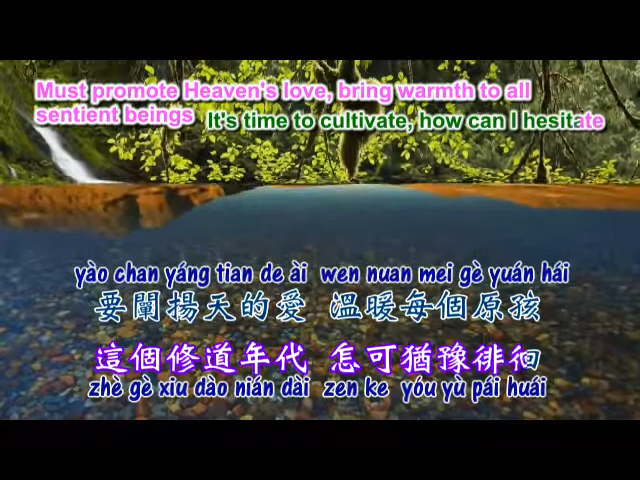 Must promote Heaven's love, bring warmth to all
sentient beings
It's time to cultivate, how can I hesitate
yào chan yáng tian de ài wen nuan mei gè yuán hái
要闡揚天的愛 溫暖每個原孩
這個修道年代 怎可猶豫徘徊
zhè gè xiu dào nián dài zen ke yóu yù pái huái